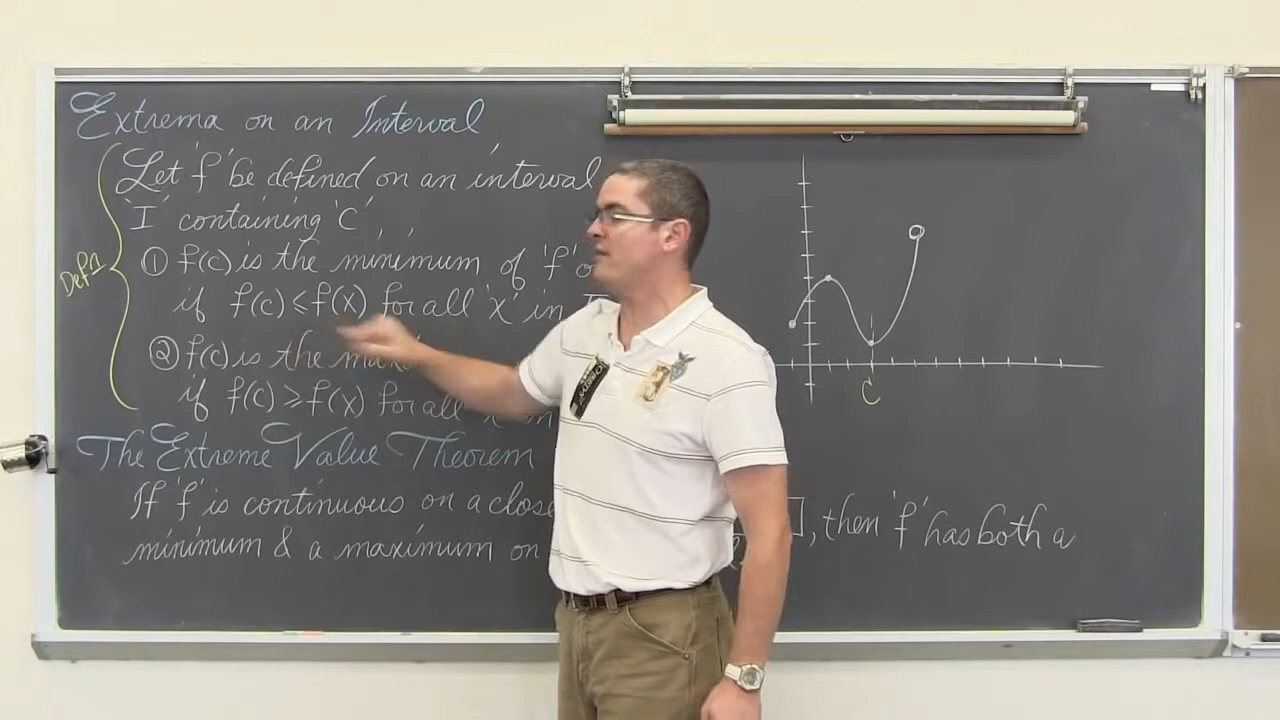 Extrema on an Interval
Let 'f' be defined on an interval
'I' containing 'C'
Defn
① f(c) is the minimum of 'f'
if f(c) ≤ f(x) for all 'x' in I
② f(c) is the
if f(c) ≥ f(x) for all 'x'
C
The Extreme Value Theorem
If 'f' is continuous on a ], then 'f' has both a
minimum & a maximum on